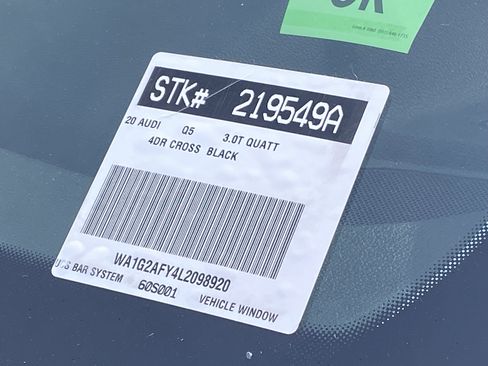 STK# 219549A
20 AUDI Q5 3.0T QUATT
4DR CROSS BLACK
WA1G2AFY4L2098920
BAR SYSTEM 60S001 VEHICLE WINDOW